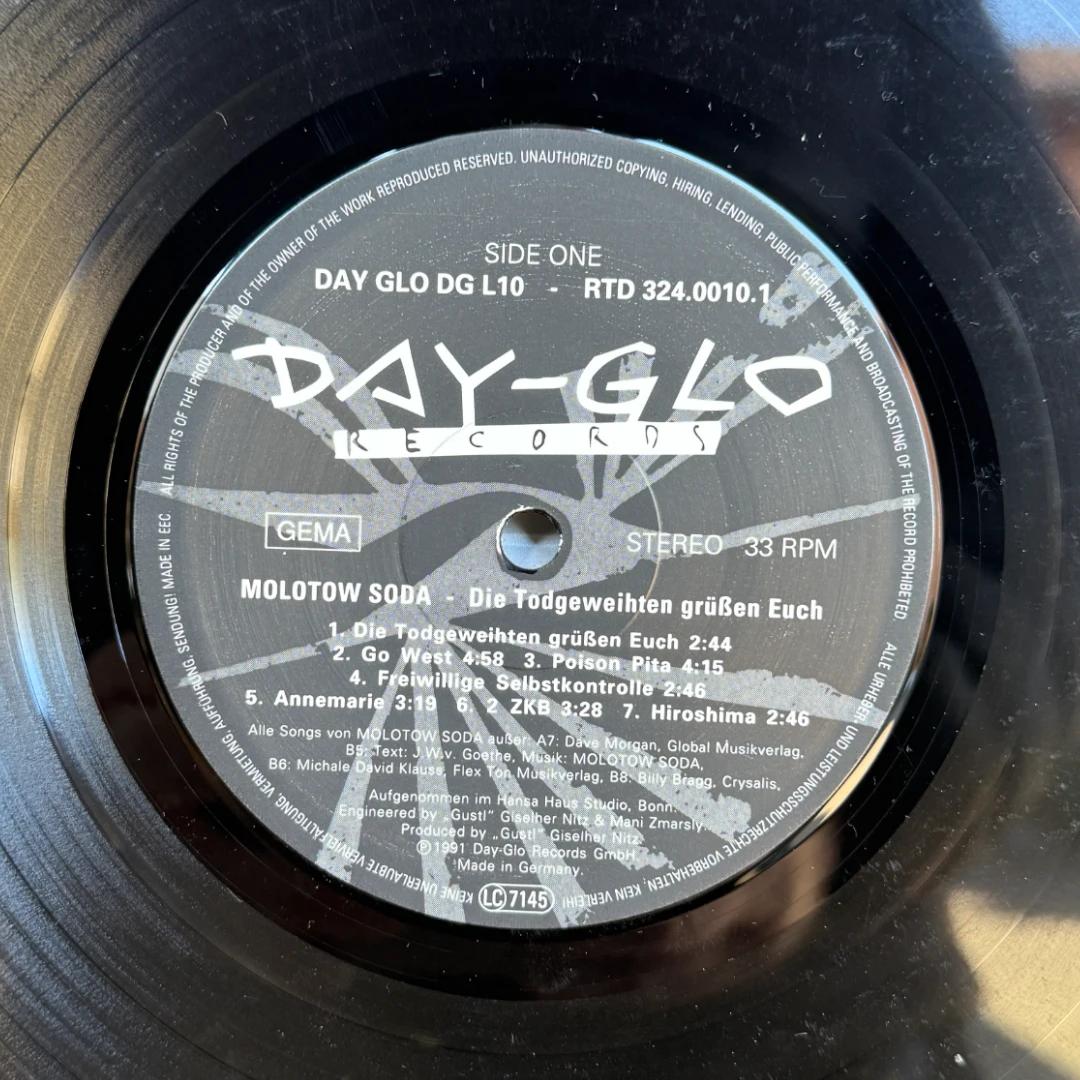 SIDE ONE
DAY GLO DG L10 - RTD 324.0010.1
DAY-GLO
RECORDS
GEMA
STEREO 33 RPM
MOLOTOW SODA - Die Todgeweihten grüßen Euch
1. Die Todgeweihten grüßen Euch 2:44
2. Go West 4:58 3. Poison Pita 4:15
4. Freiwillige Selbstkontrolle 2:46
5. Annemarie 3:19 6. 2 ZKB 3:28 7. Hiroshima 2:46
Alle Songs von MOLOTOW SODA außer: A7: Dave Morgan, Global Musikverlag,
B5: Text: J.W.v. Goethe, Musik: MOLOTOW SODA,
B6: Michale David Klauss, Flex Ton Musikverlag, B8: Billy Bragg, Crysalis,
Aufgenommen im Hansa Haus Studio, Bonn.
Engineered by „Gustl" Giselher Nitz & Mani Zmarsly.
Produced by „Gustl" Giselher Nitz.
℗1991 Day-Glo Records GmbH.
Made in Germany.
LC 7145
ALL RIGHTS OF THE PRODUCER AND OF THE OWNER OF THE WORK REPRODUCED RESERVED. UNAUTHORIZED COPYING, HIRING, LENDING, PUBLIC PERFORMANCE AND BROADCASTING OF THE RECORD PROHIBETED
ALLE URHEBER- UND LEISTUNGSSCHUTZRECHTE VORBEHALTEN, KEIN VERLEIH! KEINE UNERLAUBTE VERVIELFÄLTIGUNG, VERMIETUNG, AUFFÜHRUNG, SENDUNG! MADE IN EEC